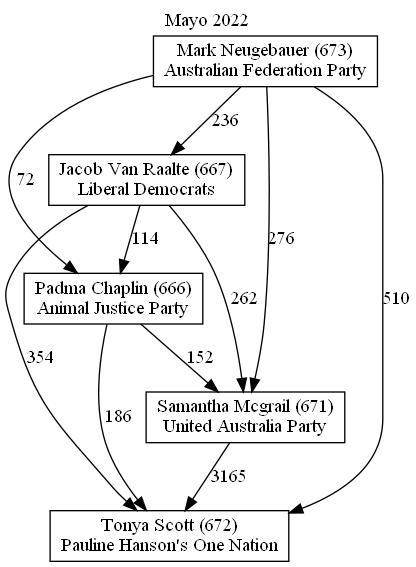 Mayo 2022
Mark Neugebauer (673)
Australian Federation Party
236
Jacob Van Raalte (667)
Liberal Democrats
72
114
276
Padma Chaplin (666)
Animal Justice Party
262
510
354
152
Samantha Mcgrail (671)
United Australia Party
186
3165
Tonya Scott (672)
Pauline Hanson's One Nation